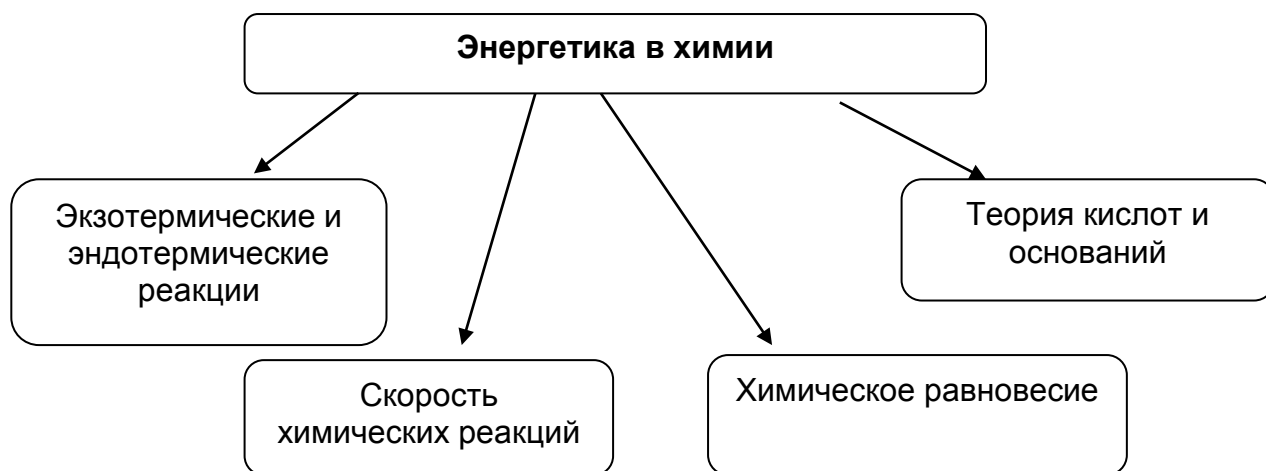 Энергетика в химии
Экзотермические и
эндотермические
реакции
Теория кислот и
оснований
Скорость
химических реакций
Химическое равновесие